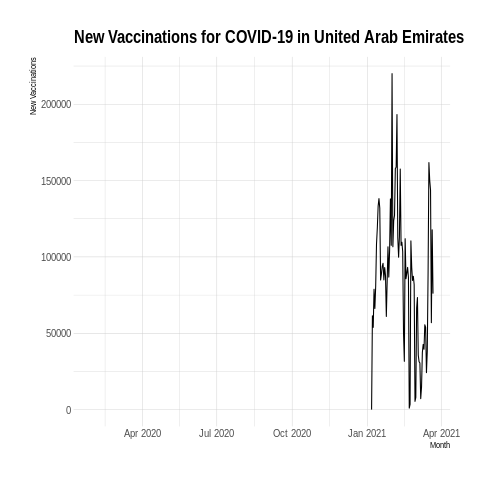 New Vaccinations for COVID-19 in United Arab Emirates
New Vaccinations
200000
150000
100000
50000
0
Apr 2020 Jul 2020 Oct 2020 Jan 2021 Apr 2021
Month